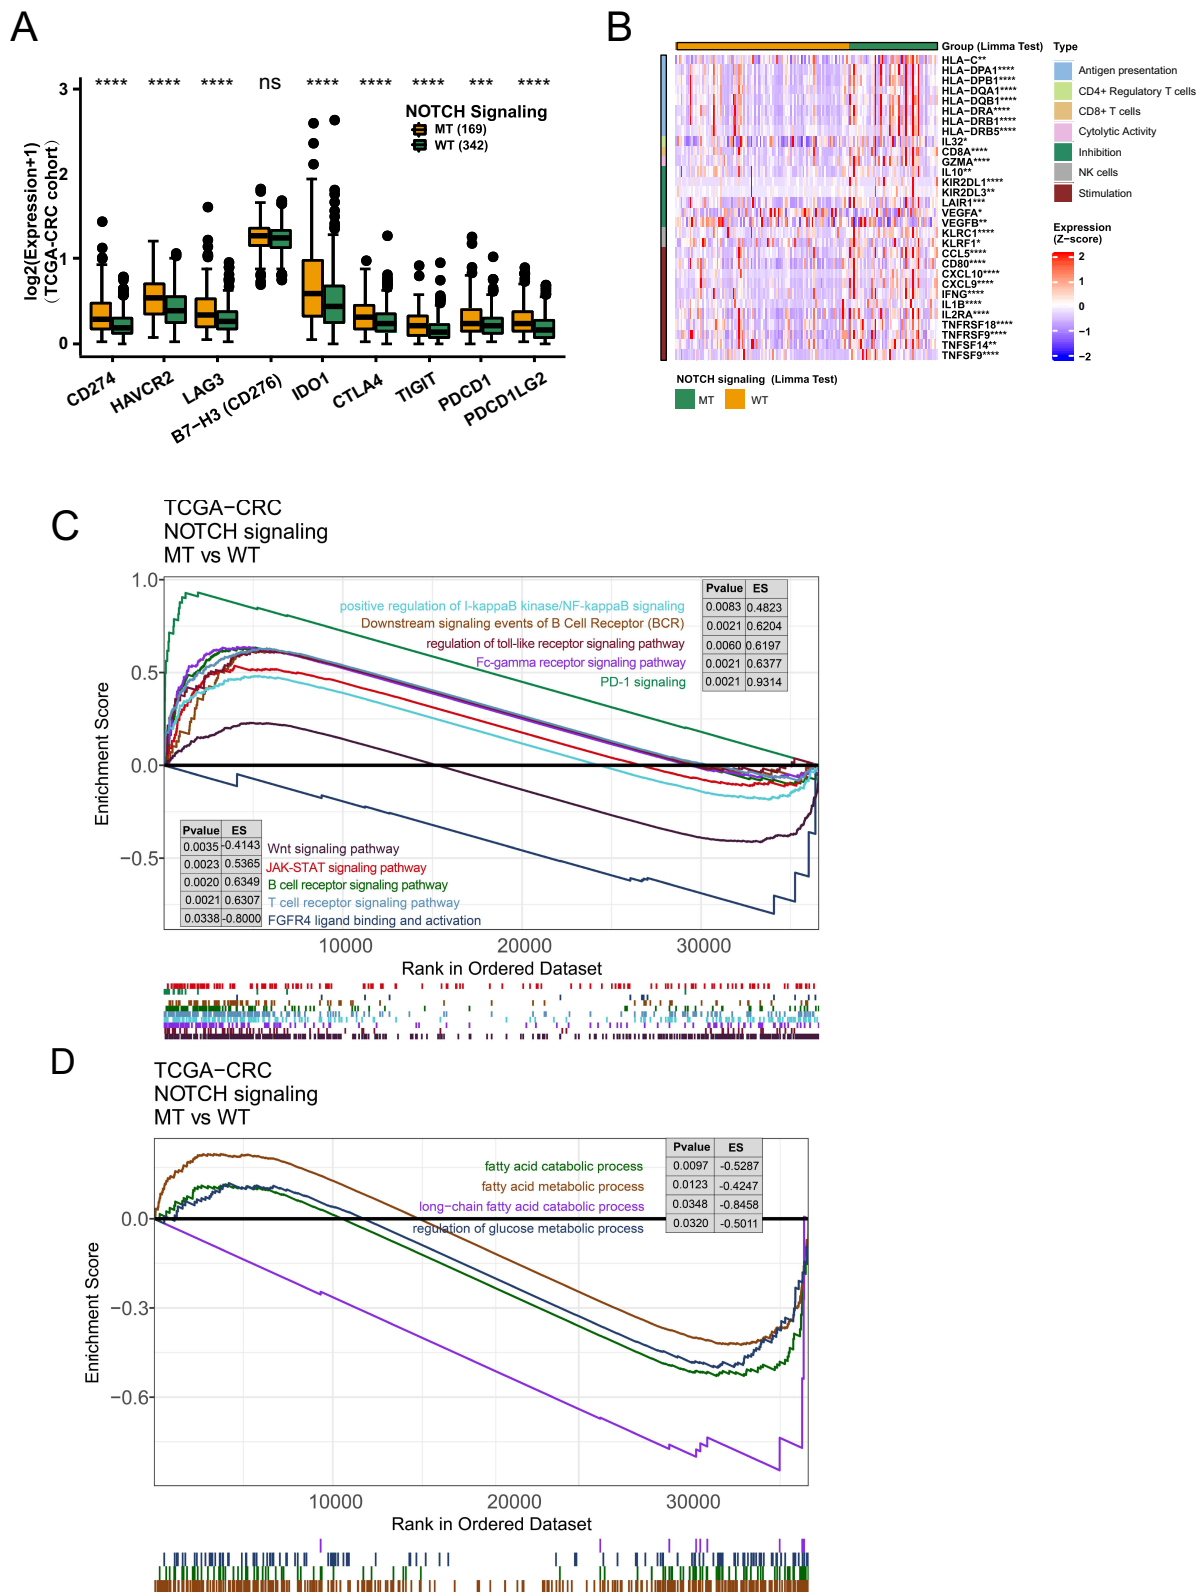 A
**** **** **** ns **** **** **** *** ****
NOTCH Signaling
MT (169)
WT (342)
log2(Expression+1)
(TCGA-CRC cohort)
3
2
1
0
CD274
HAVCR2
LAG3
B7−H3 (CD276)
IDO1
CTLA4
TIGIT
PDCD1
PDCD1LG2
B
Group (Limma Test)
HLA−C**
HLA−DPA1****
HLA−DPB1****
HLA−DQA1****
HLA−DQB1****
HLA−DRA****
HLA−DRB1****
HLA−DRB5****
IL32*
CD8A****
GZMA****
IL10**
KIR2DL1****
KIR2DL3**
LAIR1***
VEGFA*
VEGFB**
KLRC1****
KLRF1*
CCL5****
CD80****
CXCL10****
CXCL9****
IFNG****
IL1B****
IL2RA****
TNFRSF18****
TNFRSF9****
TNFSF14**
TNFSF9****
Type
Antigen presentation
CD4+ Regulatory T cells
CD8+ T cells
Cytolytic Activity
Inhibition
NK cells
Stimulation
Expression
(Z−score)
2
1
0
−1
−2
NOTCH signaling (Limma Test)
MT WT
C
TCGA−CRC
NOTCH signaling
MT vs WT
Enrichment Score
1.0
0.5
0.0
−0.5
positive regulation of I-kappaB kinase/NF-kappaB signaling
Downstream signaling events of B Cell Receptor (BCR)
regulation of toll-like receptor signaling pathway
Fc-gamma receptor signaling pathway
PD-1 signaling
Pvalue ES
0.0083 0.4823
0.0021 0.6204
0.0060 0.6197
0.0021 0.6377
0.0021 0.9314
Pvalue ES
0.0035 -0.4143
0.0023 0.5365
0.0020 0.6349
0.0021 0.6307
0.0338 -0.8000
Wnt signaling pathway
JAK-STAT signaling pathway
B cell receptor signaling pathway
T cell receptor signaling pathway
FGFR4 ligand binding and activation
10000 20000 30000
Rank in Ordered Dataset
D
TCGA−CRC
NOTCH signaling
MT vs WT
Enrichment Score
0.0
−0.3
−0.6
fatty acid catabolic process
fatty acid metabolic process
long−chain fatty acid catabolic process
regulation of glucose metabolic process
Pvalue ES
0.0097 -0.5287
0.0123 -0.4247
0.0348 -0.8458
0.0320 -0.5011
10000 20000 30000
Rank in Ordered Dataset